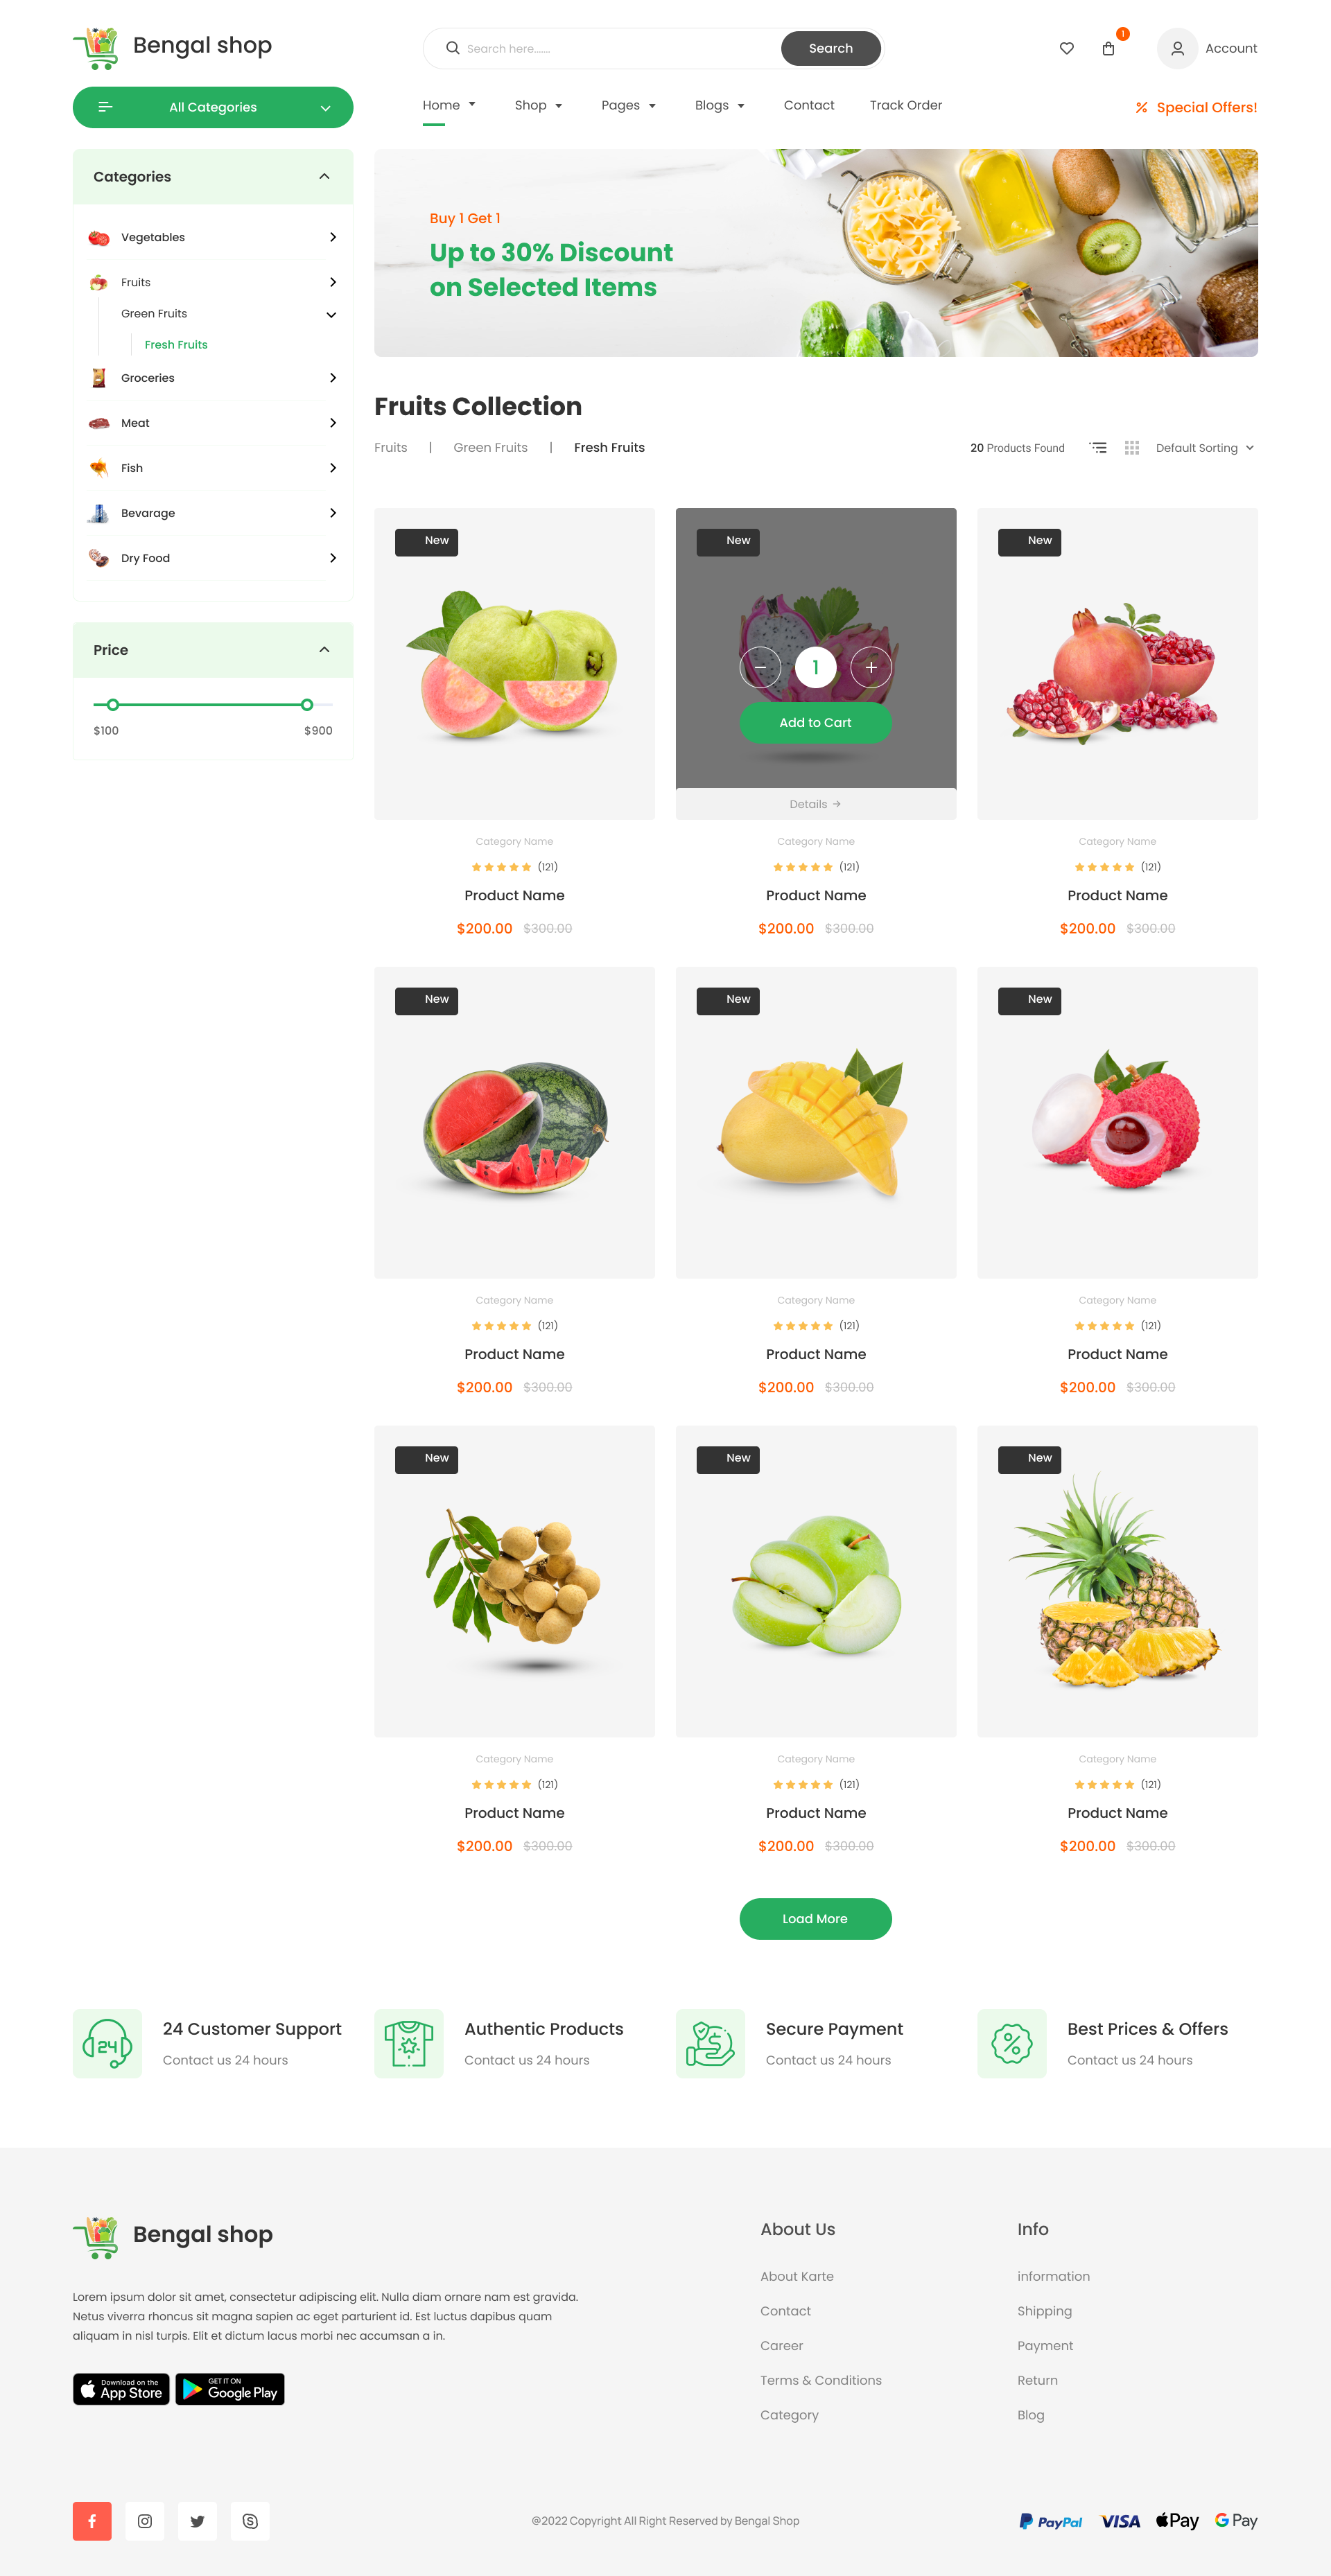 Bengal shop
Search here.......
Search
1
Account
All Categories
Home
Shop
Pages
Blogs
Contact
Track Order
Special Offers!
Categories
Vegetables
Fruits
Green Fruits
Fresh Fruits
Groceries
Meat
Fish
Bevarage
Dry Food
Price
$100
$900
Buy 1 Get 1
Up to 30% Discount
on Selected Items
Fruits Collection
Fruits | Green Fruits | Fresh Fruits
20 Products Found
Default Sorting
New
New
New
1
Add to Cart
Details
Category Name
(121)
Product Name
$200.00 $300.00
Category Name
(121)
Product Name
$200.00 $300.00
Category Name
(121)
Product Name
$200.00 $300.00
New
New
New
Category Name
(121)
Product Name
$200.00 $300.00
Category Name
(121)
Product Name
$200.00 $300.00
Category Name
(121)
Product Name
$200.00 $300.00
New
New
New
Category Name
(121)
Product Name
$200.00 $300.00
Category Name
(121)
Product Name
$200.00 $300.00
Category Name
(121)
Product Name
$200.00 $300.00
Load More
24
24 Customer Support
Contact us 24 hours
Authentic Products
Contact us 24 hours
Secure Payment
Contact us 24 hours
Best Prices & Offers
Contact us 24 hours
Bengal shop
Lorem ipsum dolor sit amet, consectetur adipiscing elit. Nulla diam ornare nam est gravida.
Netus viverra rhoncus sit magna sapien ac eget parturient id. Est luctus dapibus quam
aliquam in nisl turpis. Elit et dictum lacus morbi nec accumsan a in.
Download on the
App Store
GET IT ON
Google Play
About Us
About Karte
Contact
Career
Terms & Conditions
Category
Info
information
Shipping
Payment
Return
Blog
©2022 Copyright All Right Reserved by Bengal Shop
PayPal
VISA
Pay
G Pay